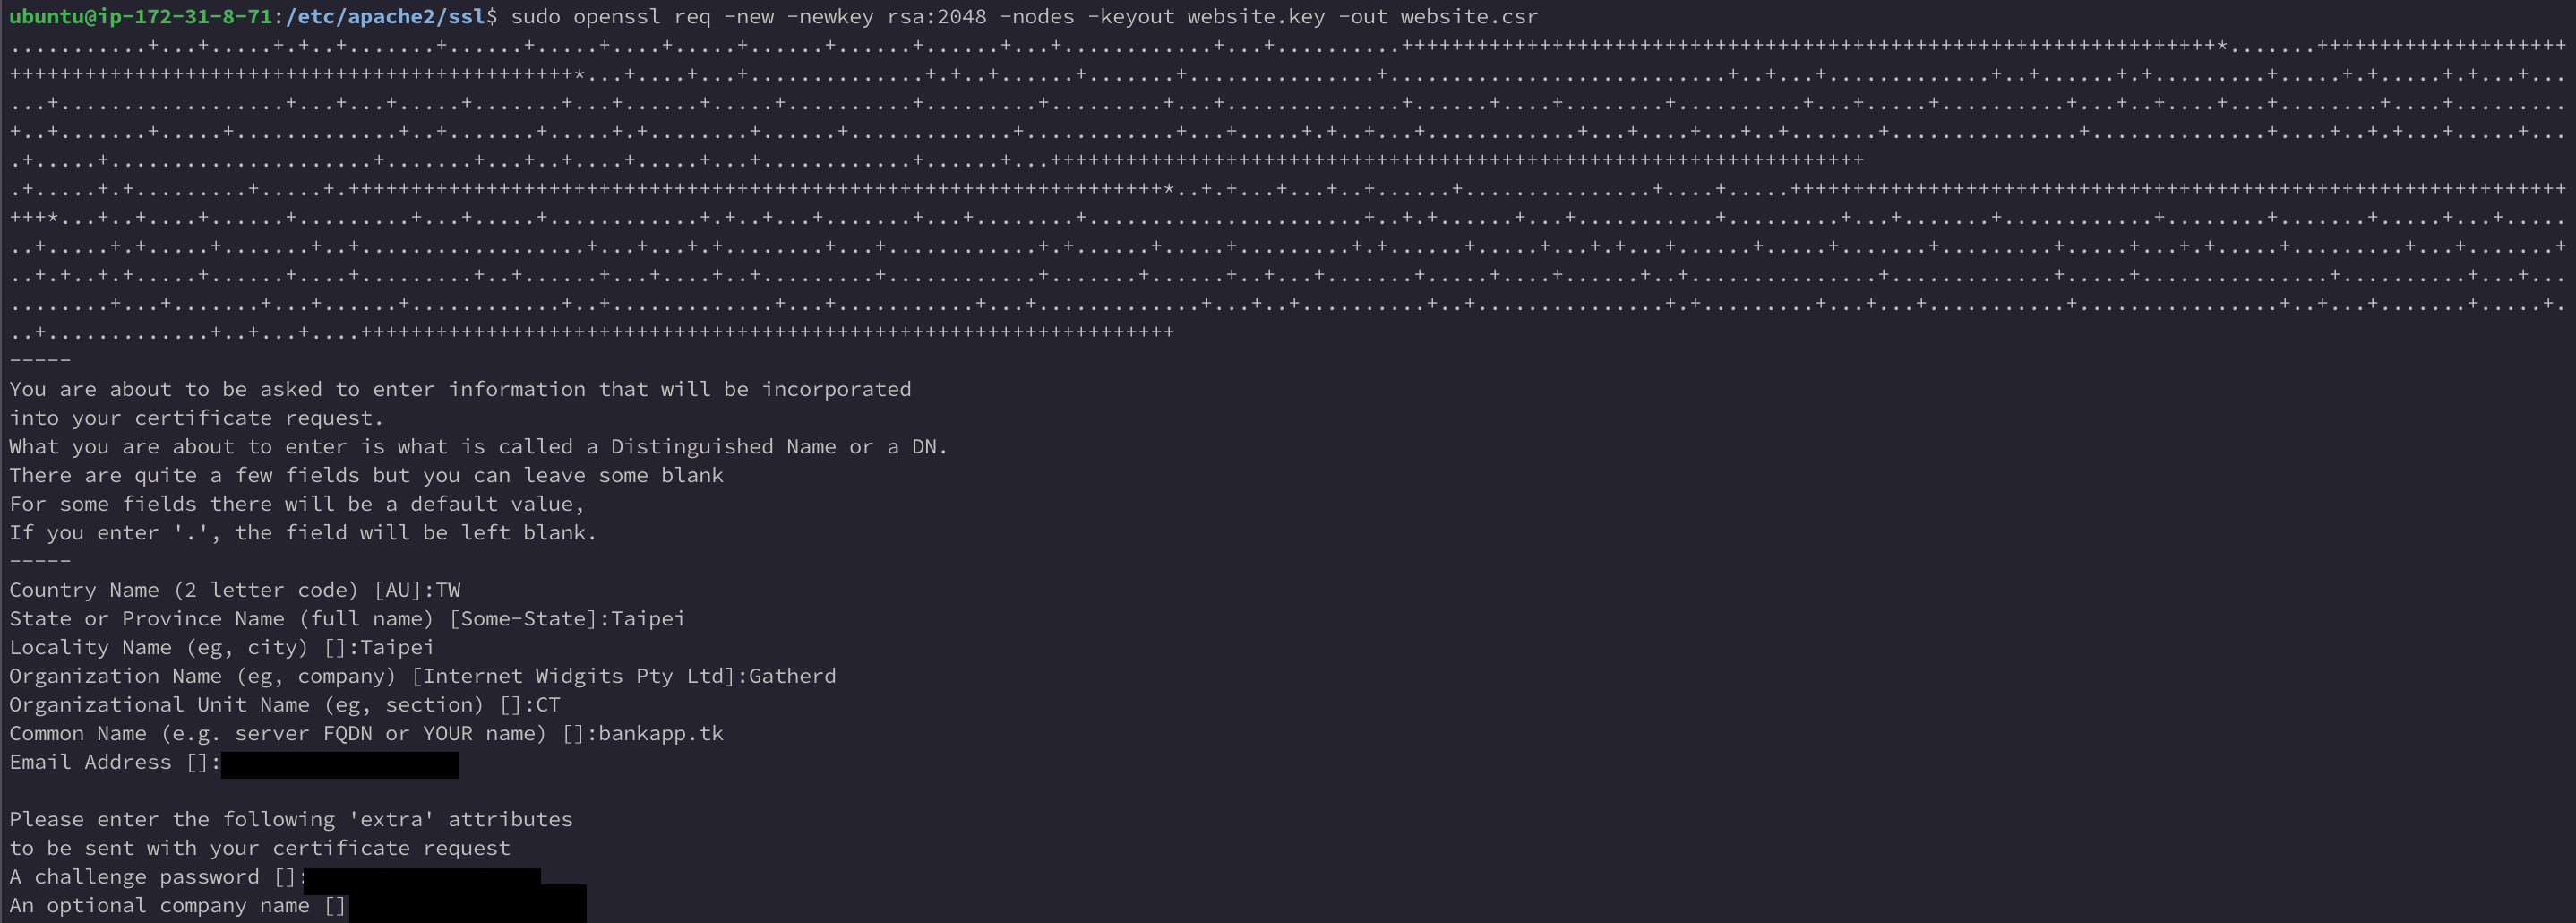 ubuntu@ip-172-31-8-71:/etc/apache2/ssl$ sudo openssl req -new -newkey rsa:2048 -nodes -keyout website.key -out website.csr
-----
You are about to be asked to enter information that will be incorporated
into your certificate request.
What you are about to enter is what is called a Distinguished Name or a DN.
There are quite a few fields but you can leave some blank
For some fields there will be a default value,
If you enter '.', the field will be left blank.
-----
Country Name (2 letter code) [AU]:TW
State or Province Name (full name) [Some-State]:Taipei
Locality Name (eg, city) []:Taipei
Organization Name (eg, company) [Internet Widgits Pty Ltd]:Gatherd
Organizational Unit Name (eg, section) []:CT
Common Name (e.g. server FQDN or YOUR name) []:bankapp.tk
Email Address []:
Please enter the following 'extra' attributes
to be sent with your certificate request
A challenge password []:
An optional company name []